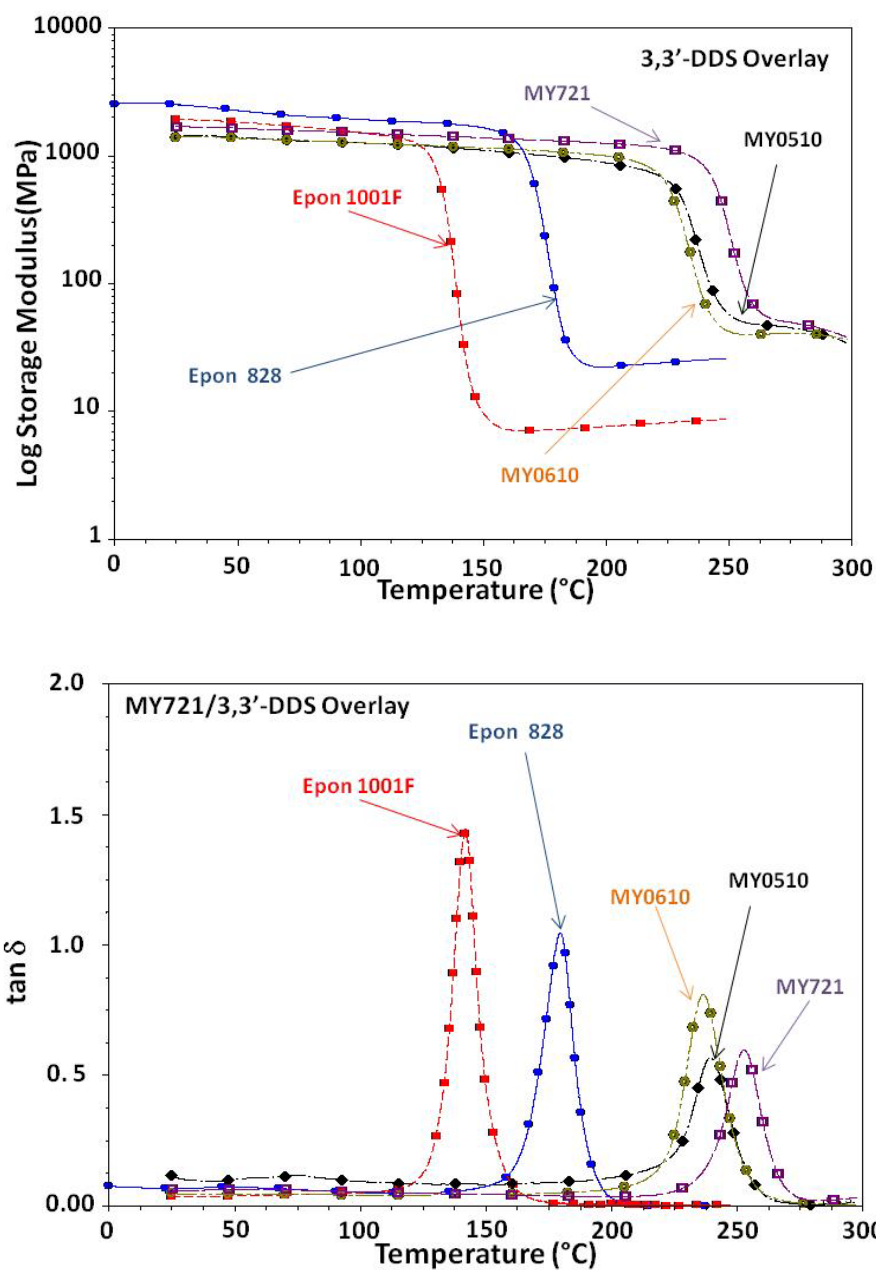 10000
3,3’-DDS Overlay
MY721
MY0510
1000
Epon 1001F
100
Epon 828
10
MY0610
1
0 50 100 150 200 250 300
Log Storage Modulus(MPa)
Temperature (°C)
2.0
MY721/3,3’-DDS Overlay
Epon 828
Epon 1001F
1.5
MY0510
MY0610
1.0
MY721
0.5
0.00
0 50 100 150 200 250 300
tan δ
Temperature (°C)